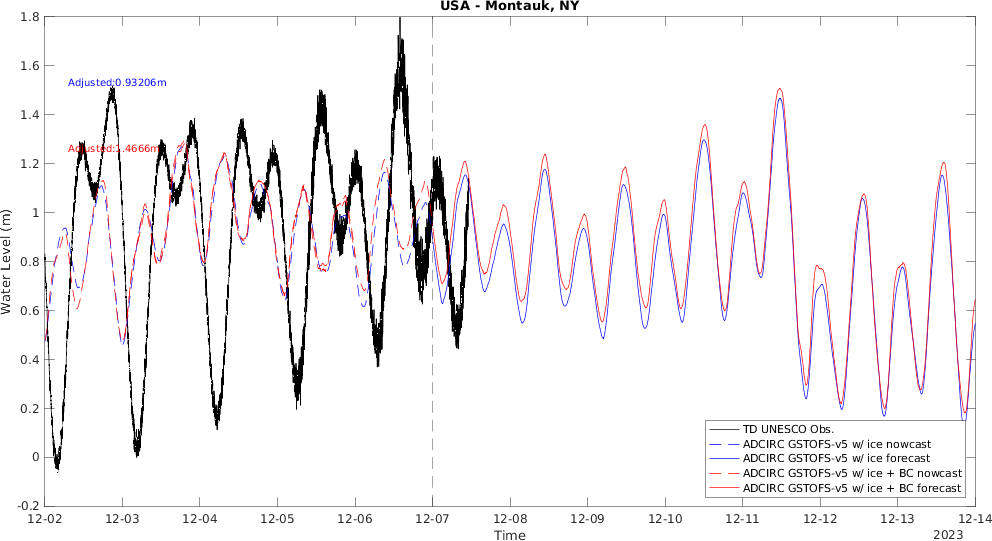 USA - Montauk, NY
1.8
1.6
1.4
1.2
1
0.8
0.6
0.4
0.2
0
-0.2
Water Level (m)
Adjusted:0.93206m
Adjusted:1.4666m
TD UNESCO Obs.
ADCIRC GSTOFS-v5 w/ ice nowcast
ADCIRC GSTOFS-v5 w/ ice forecast
ADCIRC GSTOFS-v5 w/ ice + BC nowcast
ADCIRC GSTOFS-v5 w/ ice + BC forecast
12-02 12-03 12-04 12-05 12-06 12-07 12-08 12-09 12-10 12-11 12-12 12-13 12-14
Time
2023